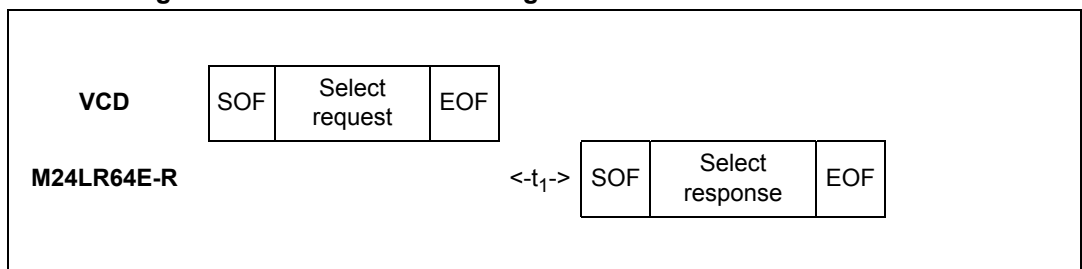 VCD
SOF
Select
request
EOF
M24LR64E-R
<-t1->
SOF
Select
response
EOF